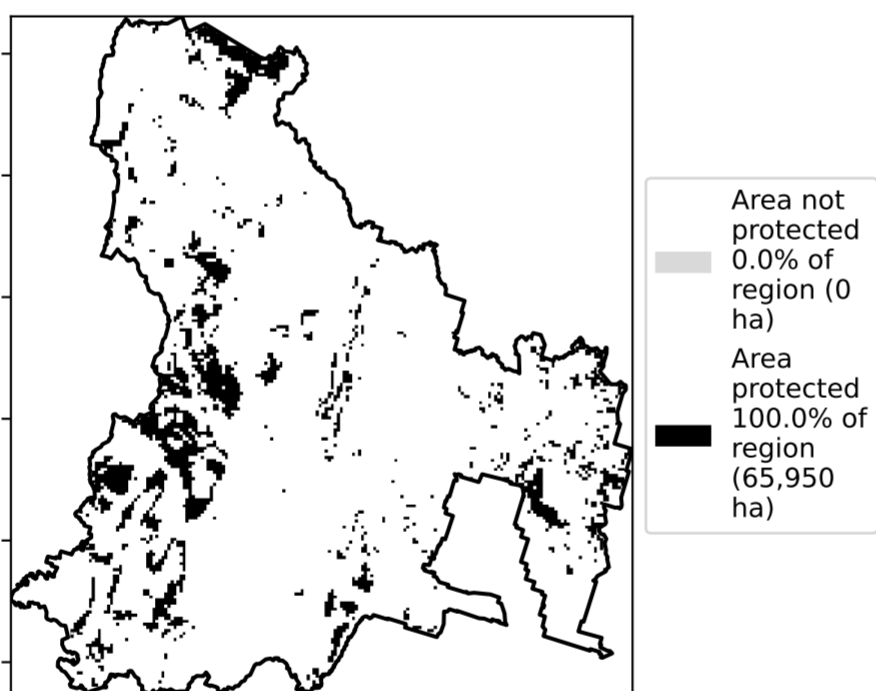 Area not
protected
0.0% of
region (0
ha)
Area
protected
100.0% of
region
(65,950
ha)